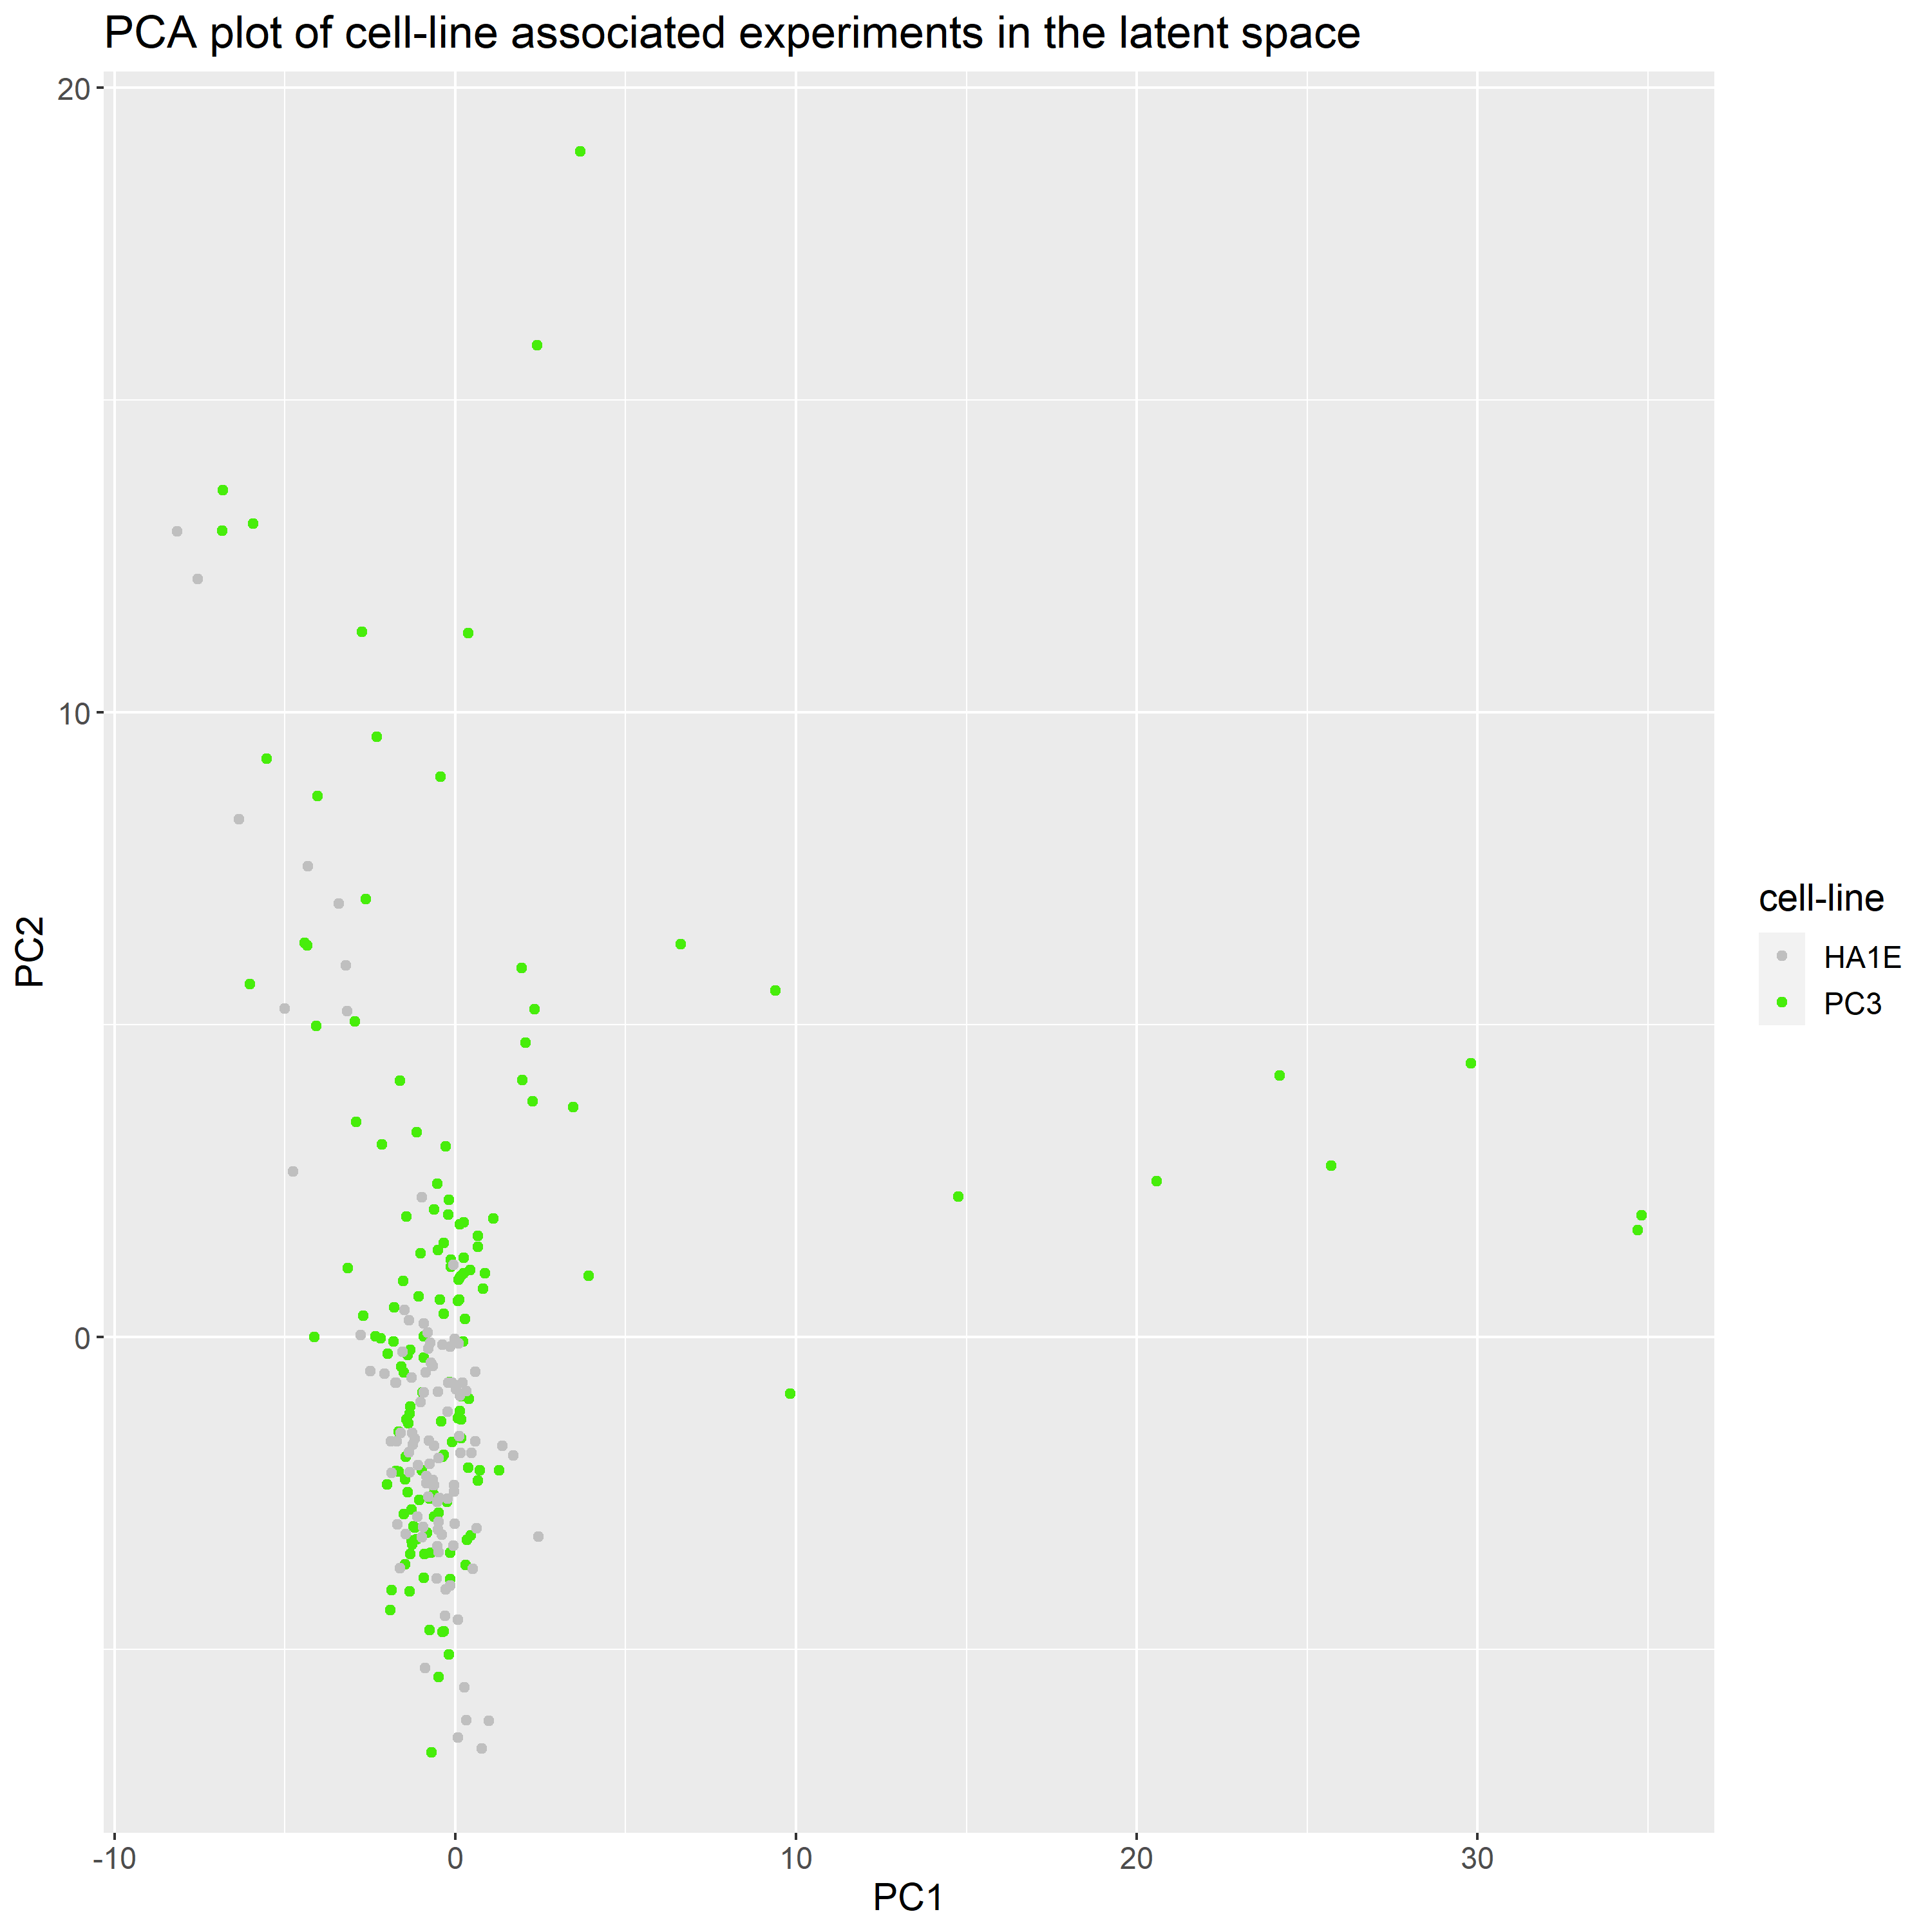 PCA plot of cell-line associated experiments in the latent space
20
10
0
PC2
-10
0
10
20
30
PC1
cell-line
HA1E
PC3